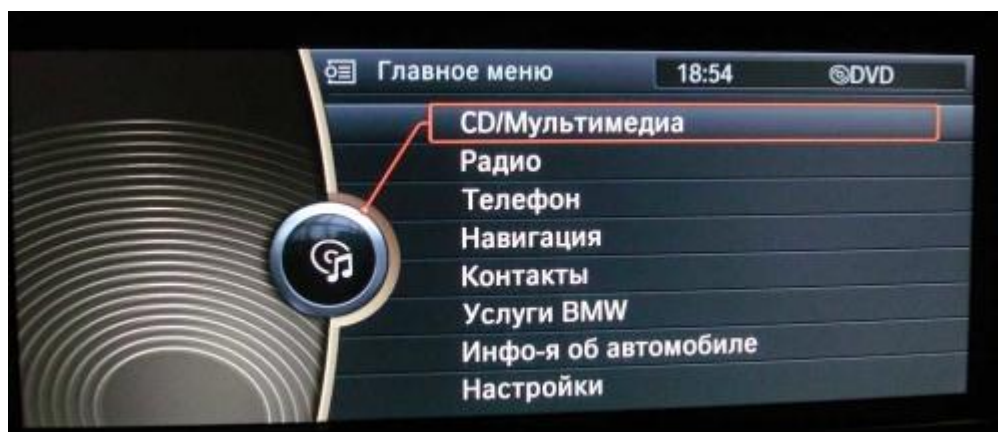 Главное меню 18:54 DVD
CD/Мультимедиа
Радио
Телефон
Навигация
Контакты
Услуги BMW
Инфо-я об автомобиле
Настройки